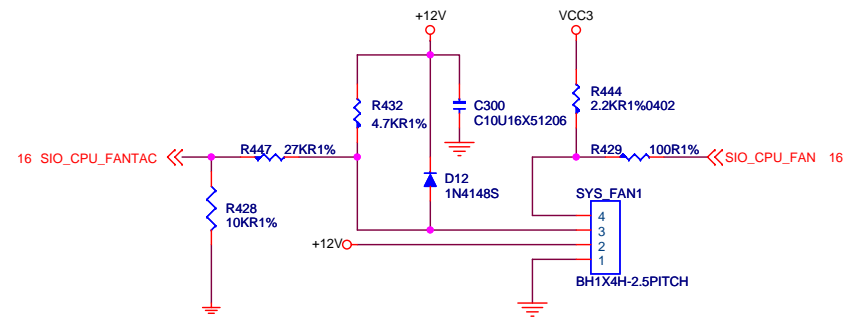 +12V
VCC3
R432
4.7KR1%
C300
C10U16X51206
R444
2.2KR1%0402
16 SIO_CPU_FANTAC
R447 27KR1%
R429 100R1%
SIO_CPU_FAN 16
D12
1N4148S
R428
10KR1%
SYS_FAN1
4
3
+12V
2
1
BH1X4H-2.5PITCH